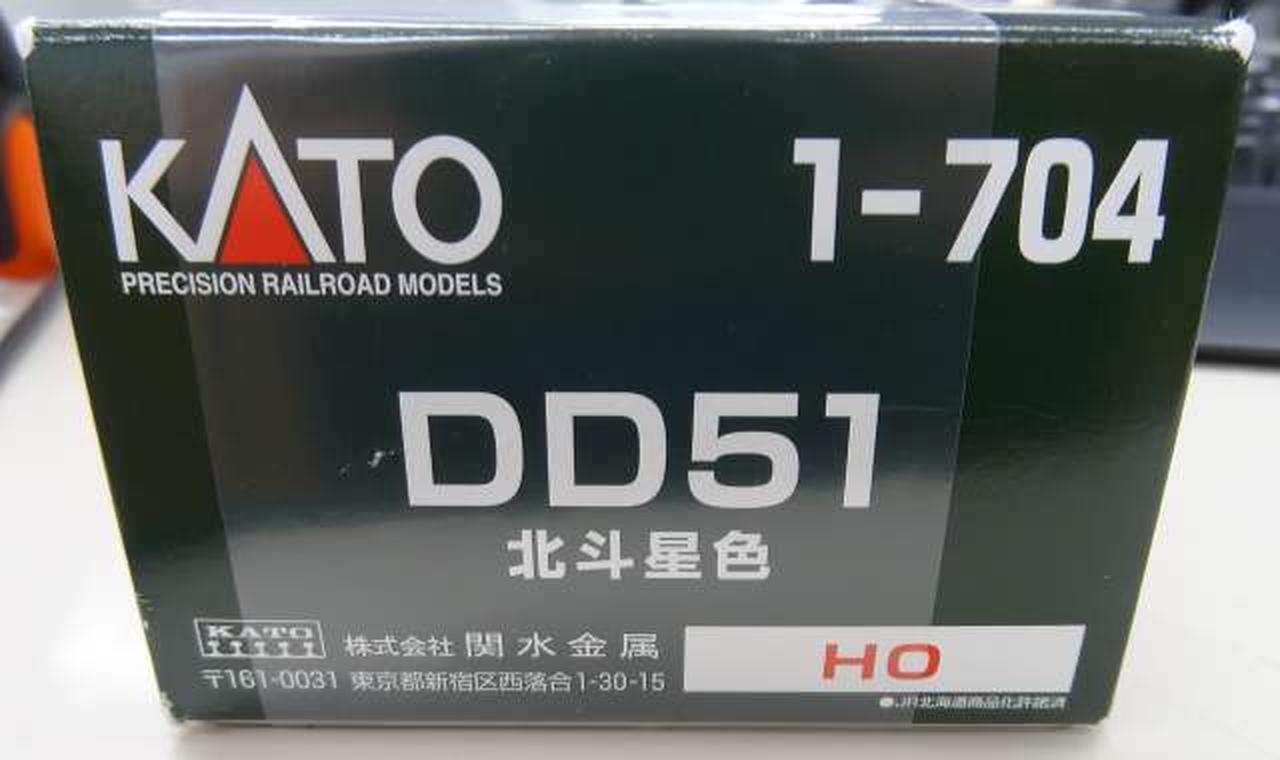 KATO
1-704
PRECISION RAILROAD MODELS
DD51
北斗星色
KATO
株式会社 関水金属
〒161-0031 東京都新宿区西落合1-30-15
HO
●JR北海道商品化許諾済